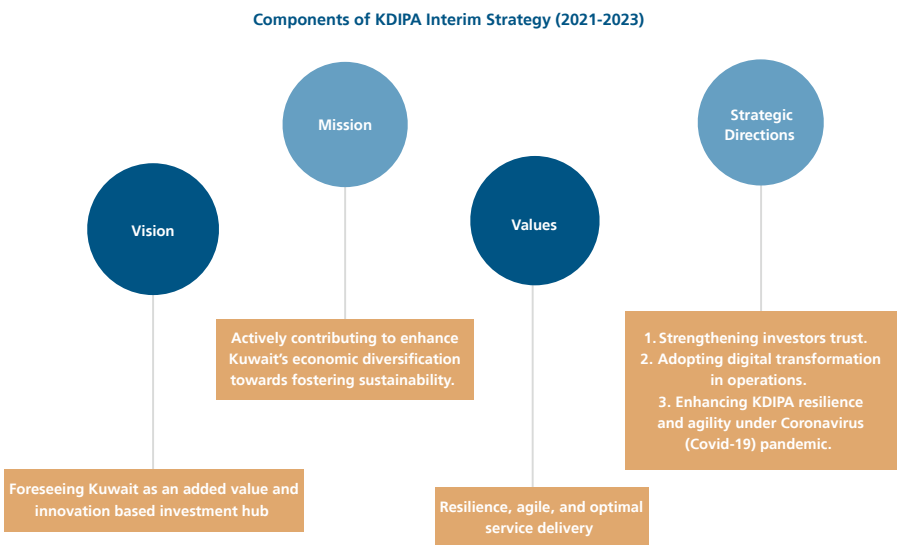 Components of KDIPA Interim Strategy (2021-2023)
Vision
Foreseeing Kuwait as an added value and
innovation based investment hub
Mission
Actively contributing to enhance
Kuwait’s economic diversification
towards fostering sustainability.
Values
Resilience, agile, and optimal
service delivery
Strategic
Directions
1. Strengthening investors trust.
2. Adopting digital transformation
in operations.
3. Enhancing KDIPA resilience
and agility under Coronavirus
(Covid-19) pandemic.